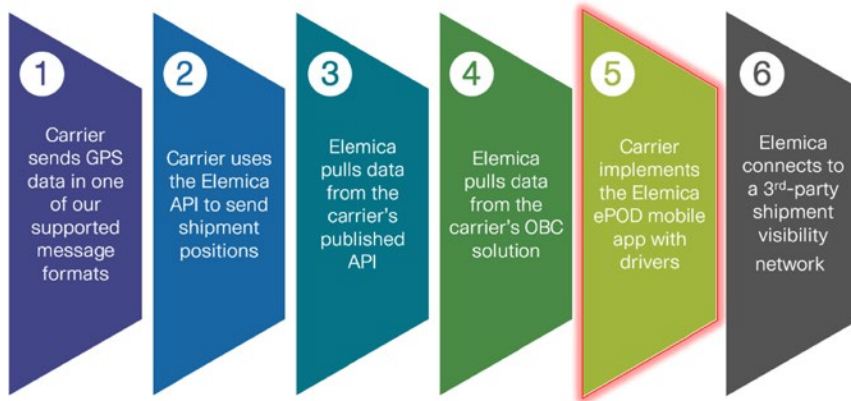 1
Carrier
sends GPS
data in one
of our
supported
message
formats
2
Carrier uses
the Elemica
API to send
shipment
positions
3
Elemica
pulls data
from the
carrier's
published
API
4
Elemica
pulls data
from the
carrier's OBC
solution
5
Carrier
implements
the Elemica
ePOD mobile
app with
drivers
6
Elemica
connects to
a 3rd-party
shipment
visibility
network